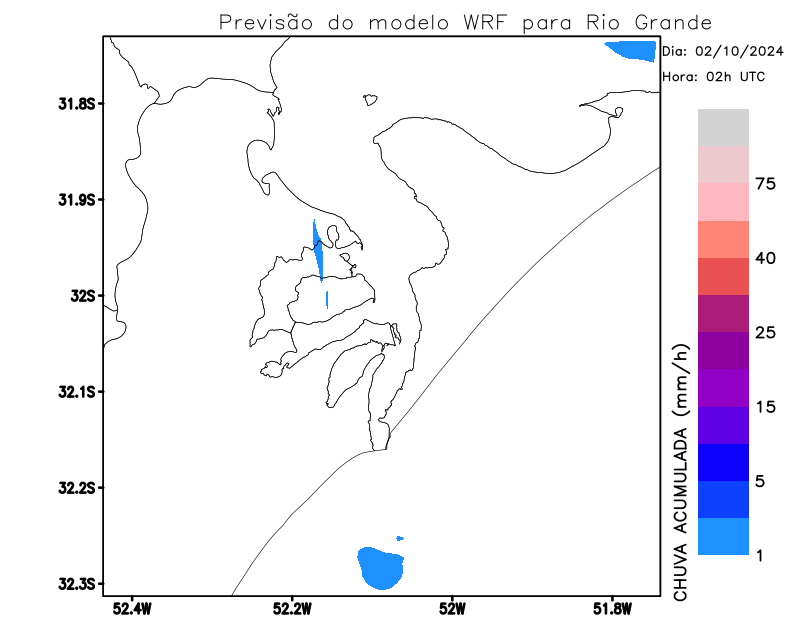 Previsão do modelo WRF para Rio Grande
Dia: 02/10/2024
Hora: 02h UTC
31.8S
31.9S
32S
32.1S
32.2S
32.3S
52.4W
52.2W
52W
51.8W
CHUVA ACUMULADA (mm/h)
75
40
25
15
5
1